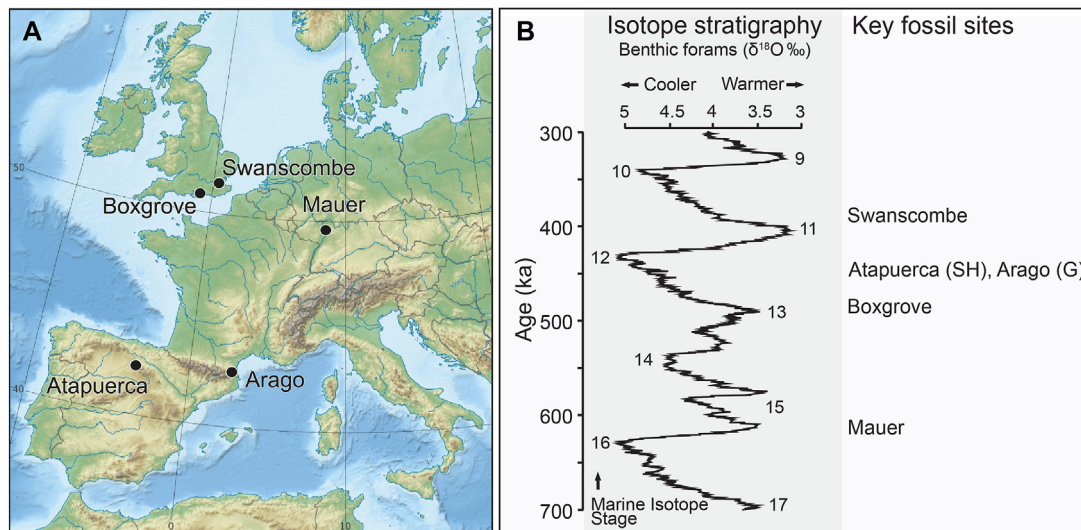 A
Swanscombe
Boxgrove
Mauer
Atapuerca
Arago
50
40
0
10
B
Isotope stratigraphy
Key fossil sites
Benthic forams (δ¹⁸O ‰)
Cooler
Warmer
5 4.5 4 3.5 3
Age (ka)
300
400
500
600
700
9
10
11
12
13
14
15
16
17
Marine Isotope
Stage
Swanscombe
Atapuerca (SH), Arago (G)
Boxgrove
Mauer